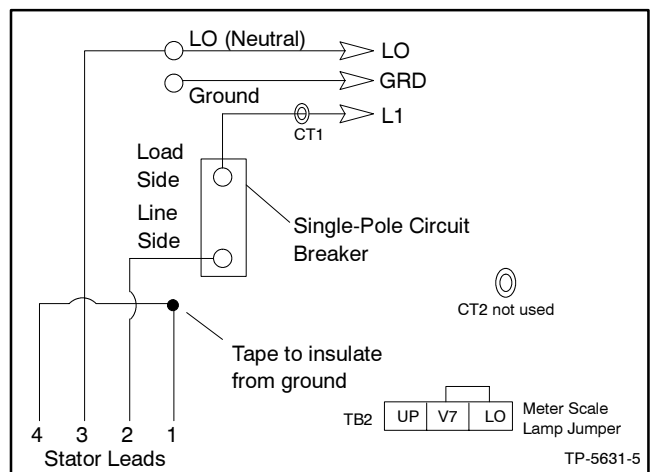 LO (Neutral)
LO
GRD
Ground
L1
CT1
Load
Side
Line
Side
Single-Pole Circuit
Breaker
CT2 not used
Tape to insulate
from ground
4 3 2 1
Stator Leads
TB2 UP V7 LO
Meter Scale
Lamp Jumper
TP-5631-5